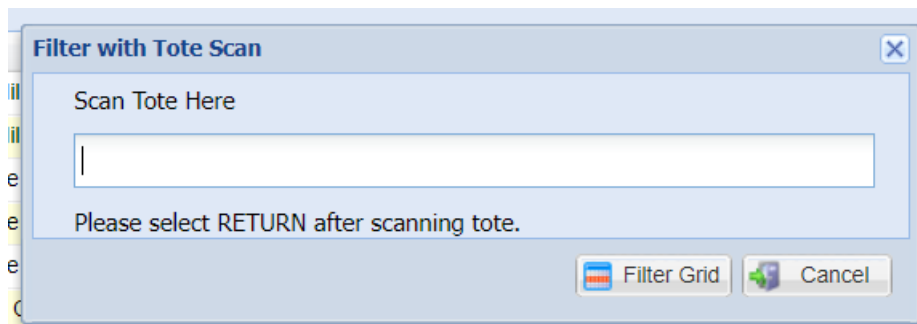 Filter with Tote Scan
Scan Tote Here
Please select RETURN after scanning tote.
Filter Grid
Cancel